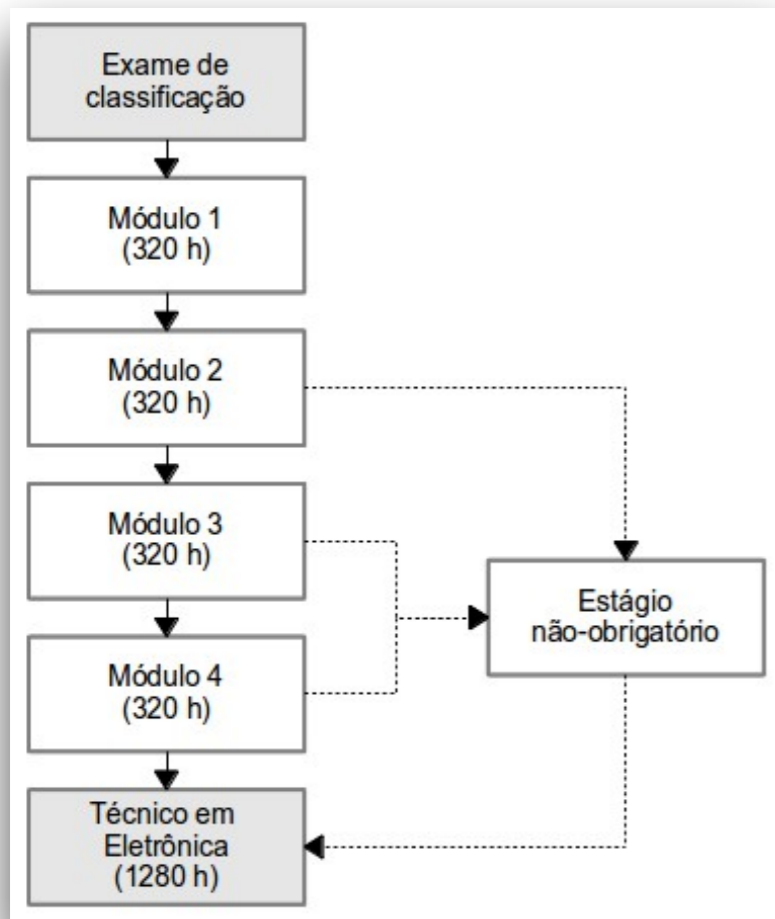 Exame de
classificação
Módulo 1
(320 h)
Módulo 2
(320 h)
Módulo 3
(320 h)
Módulo 4
(320 h)
Estágio
não-obrigatório
Técnico em
Eletrônica
(1280 h)